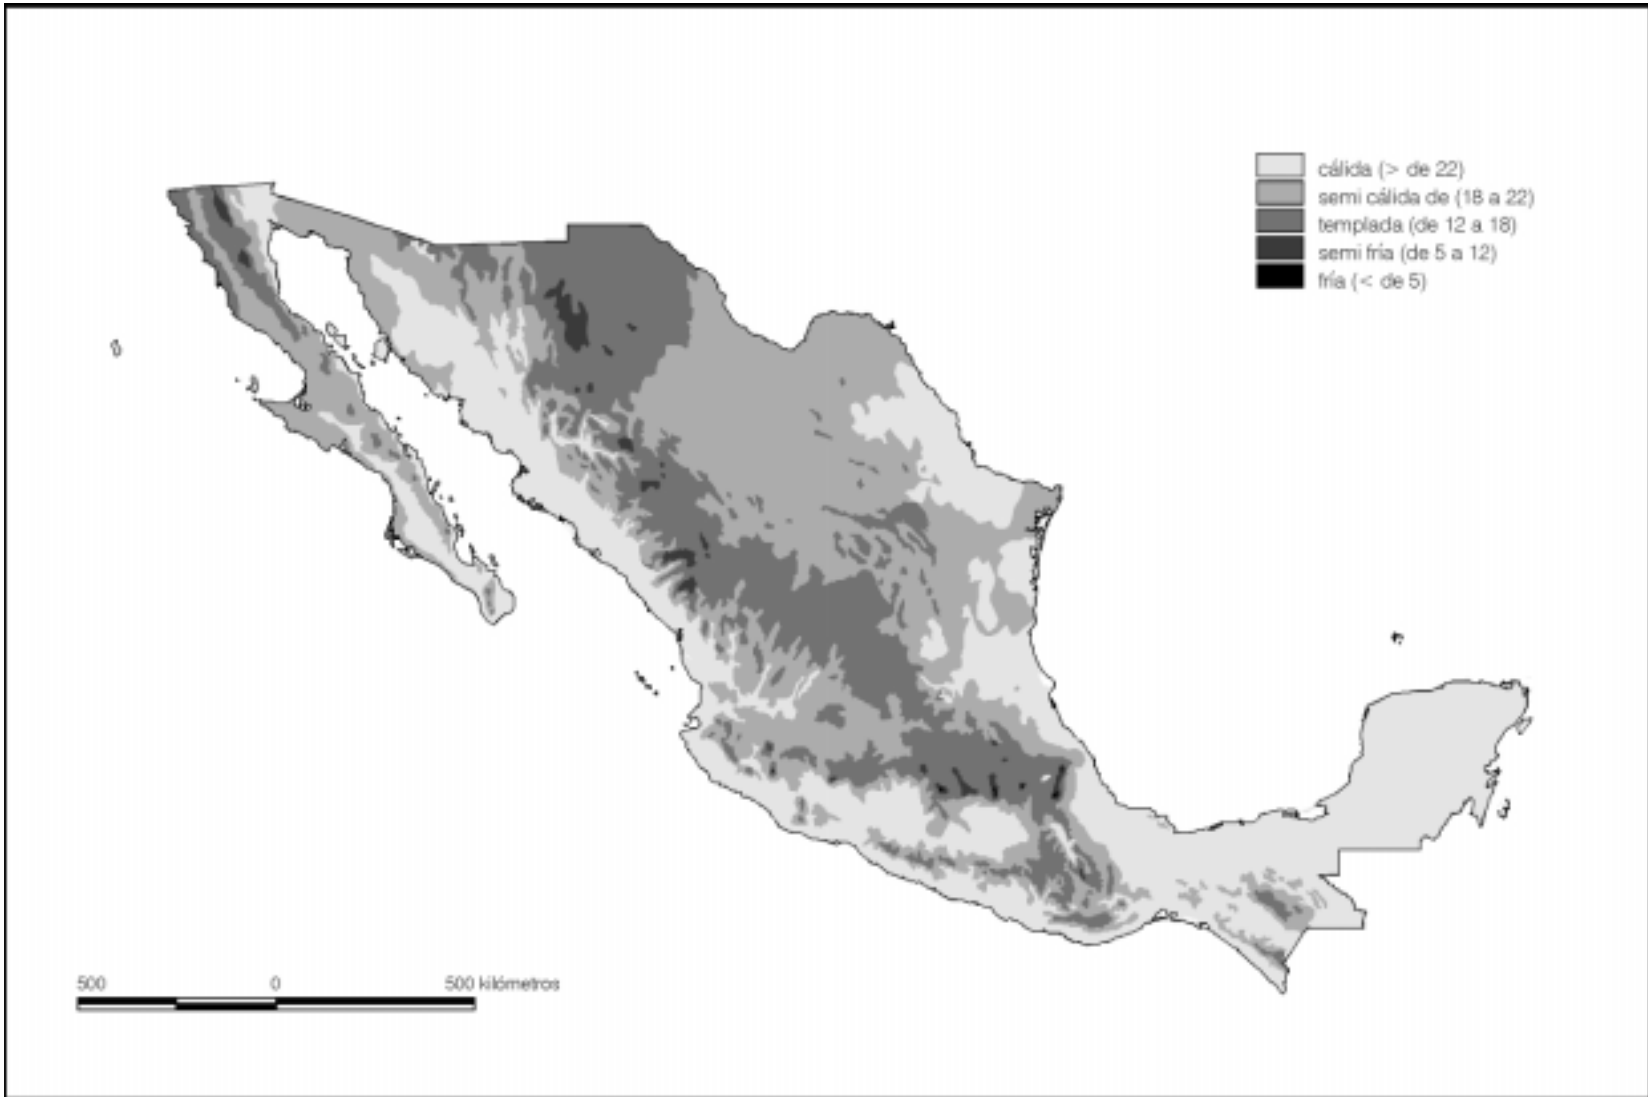 cálida (> de 22)
semi cálida de (18 a 22)
templada (de 12 a 18)
semi fría (de 5 a 12)
fría (< de 5)
500 0 500 kilómetros